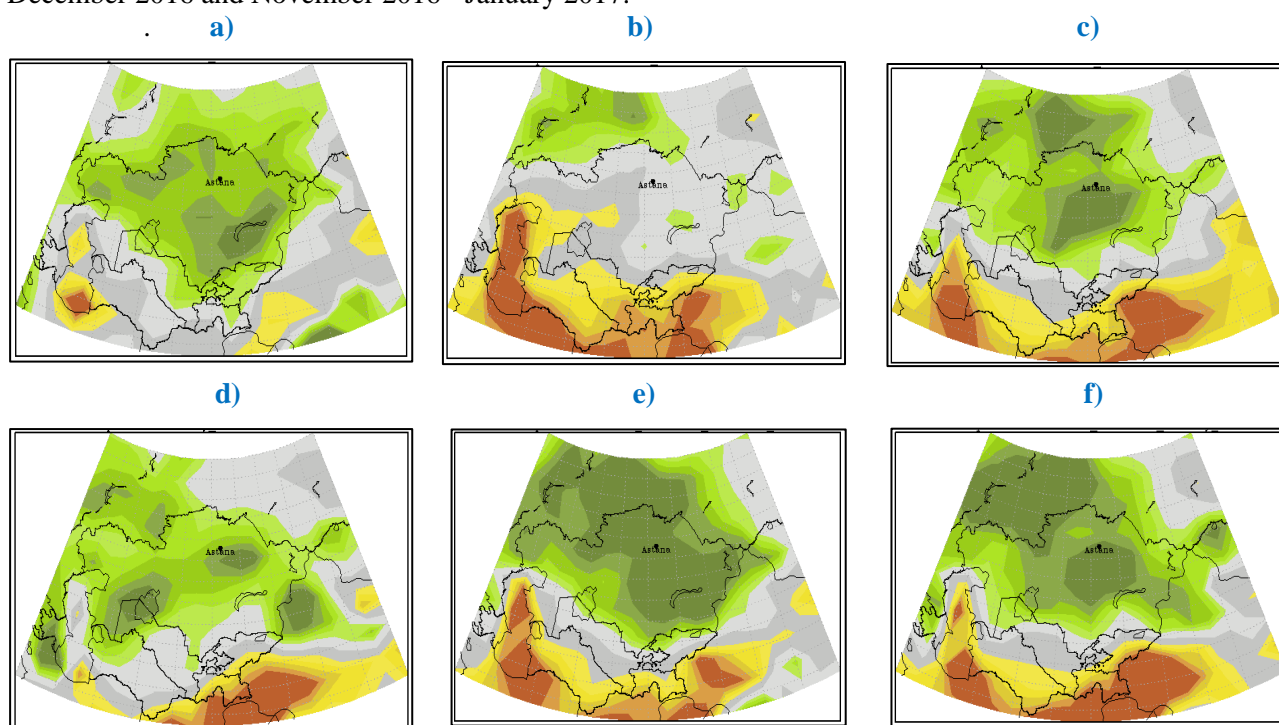 December 2016 and November 2016 - January 2017.
.
a) b) c)
Astana Astana Astana
d) e) f)
Astana Astana Astana